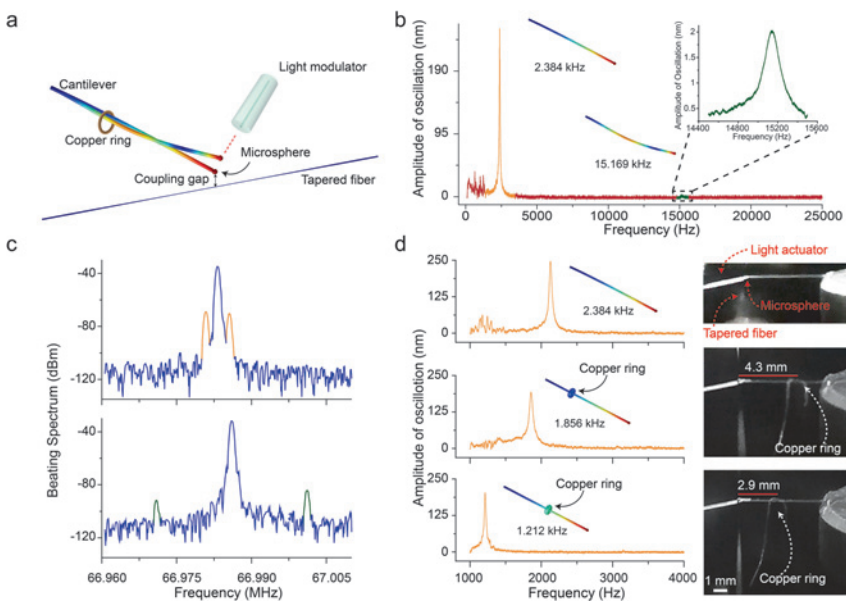 a
Cantilever
Copper ring
Light modulator
Microsphere
Coupling gap
Tapered fiber
b
Amplitude of oscillation (nm)
290
190
95
0
0
5000
10000
15000
20000
25000
Frequency (Hz)
2.384 kHz
15.169 kHz
Amplitude of Oscillation (nm)
2.0
1.5
1.0
0.5
14400
14800
15200
15600
Frequency (Hz)
c
Beating Spectrum (dBm)
-40
-80
-120
-40
-80
-120
66.960
66.975
66.990
67.005
Frequency (MHz)
d
Amplitude of oscillotion (nm)
250
125
0
2.384 kHz
250
200
125
0
Copper ring
1.856 kHz
250
125
0
Copper ring
1.212 kHz
1000
2000
3000
4000
Frequency (Hz)
Light actuator
Microsphere
Tapered fiber
4.3 mm
Copper ring
2.9 mm
Copper ring
1 mm